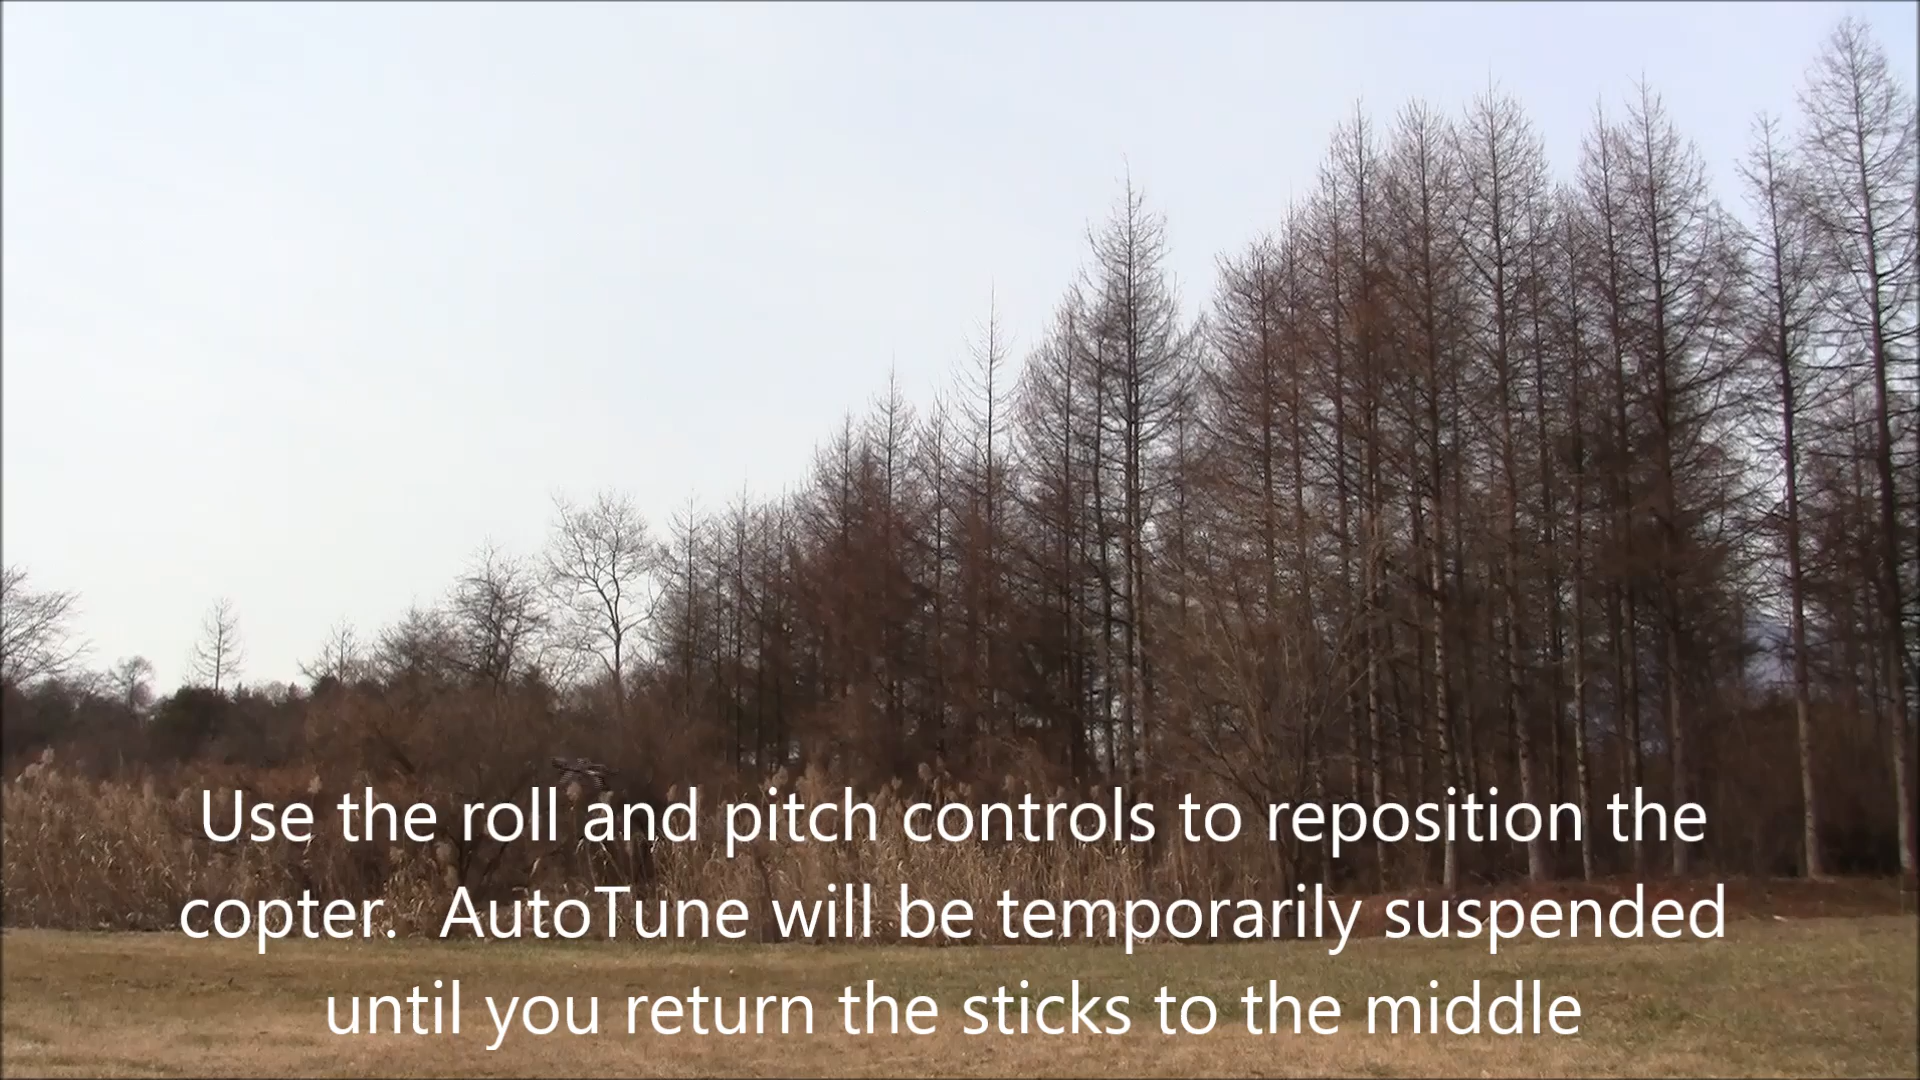 Use the roll and pitch controls to reposition the
copter.  AutoTune will be temporarily suspended
until you return the sticks to the middle